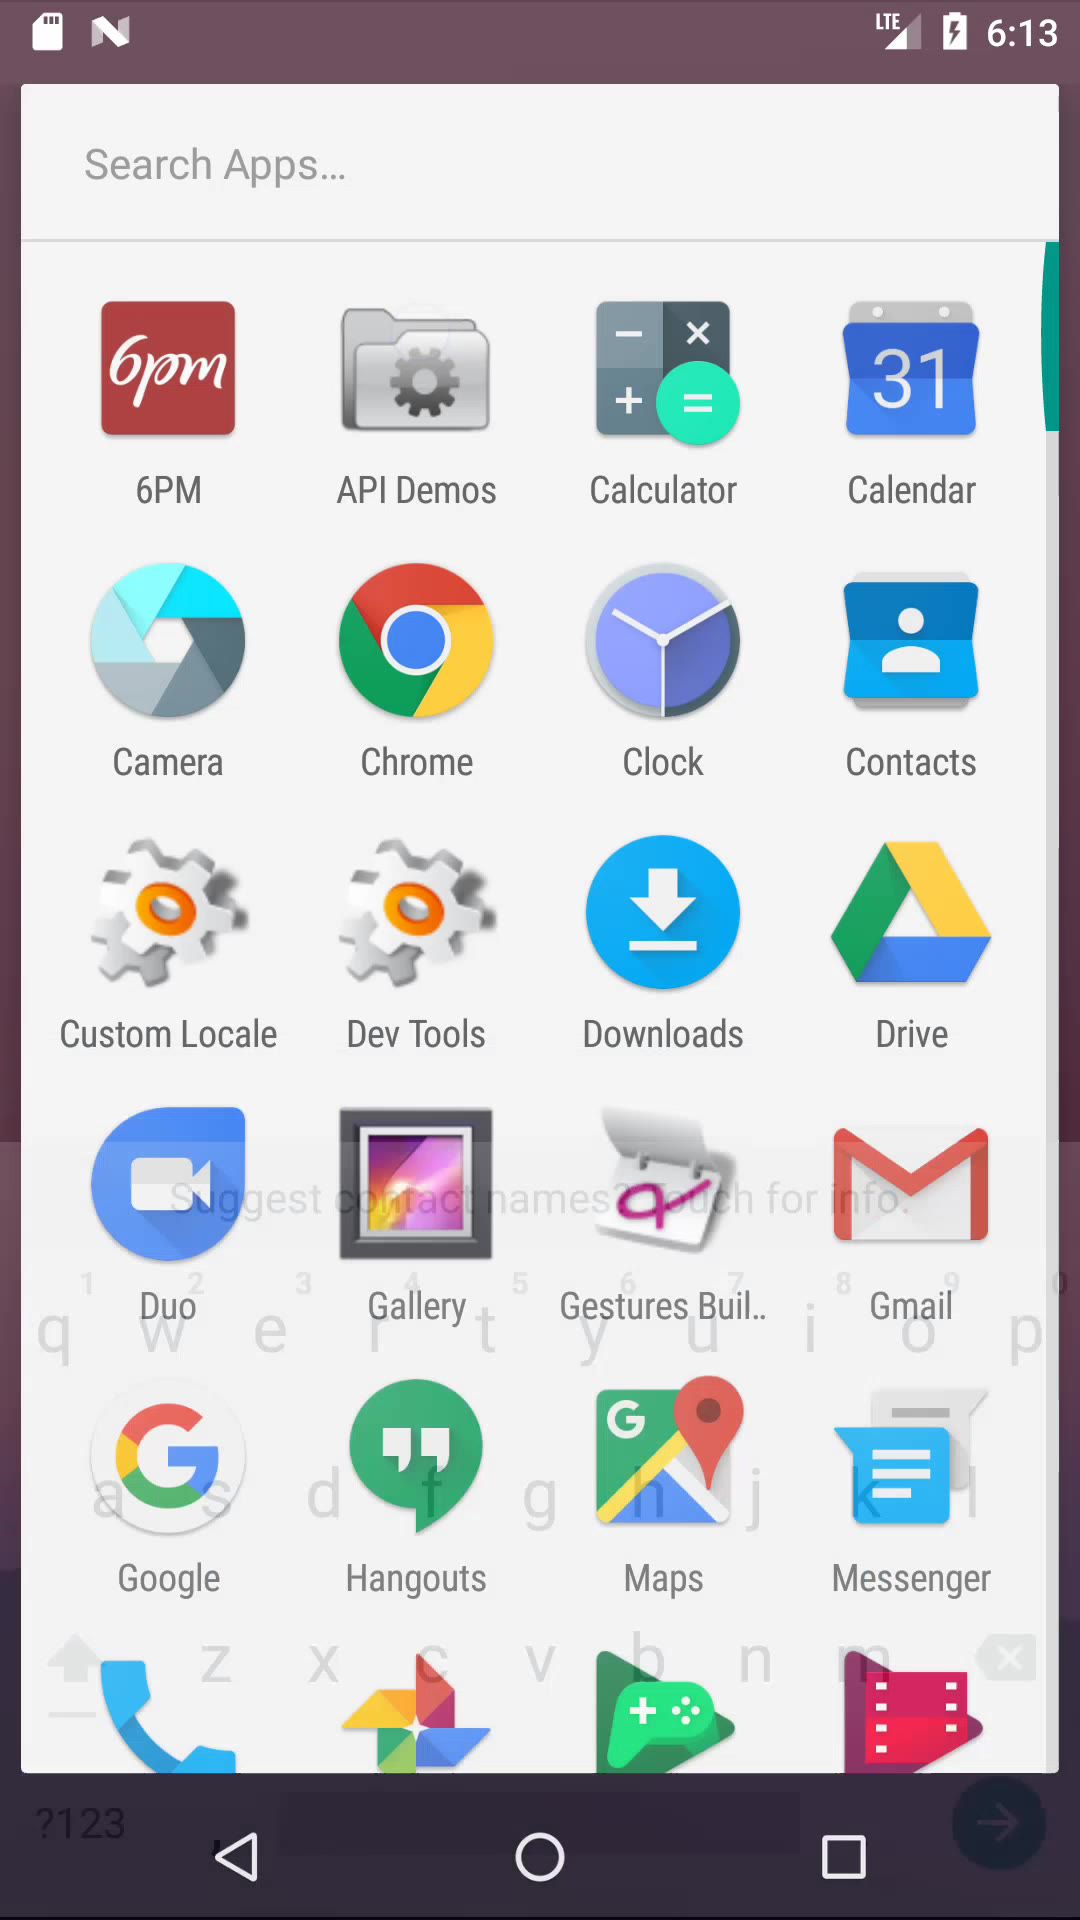 LTE 6:13
Search Apps...
6pm 31
6PM API Demos Calculator Calendar
Camera Chrome Clock Contacts
Custom Locale Dev Tools Downloads Drive
Suggest contact names? Touch for info.
1 2 3 4 5 6 7 8 9 0
Duo Gallery Gestures Buil.. Gmail
q w e r t y u i o p
G
a s d f g h j k l
Google Hangouts Maps Messenger
z x c v b n m
?123